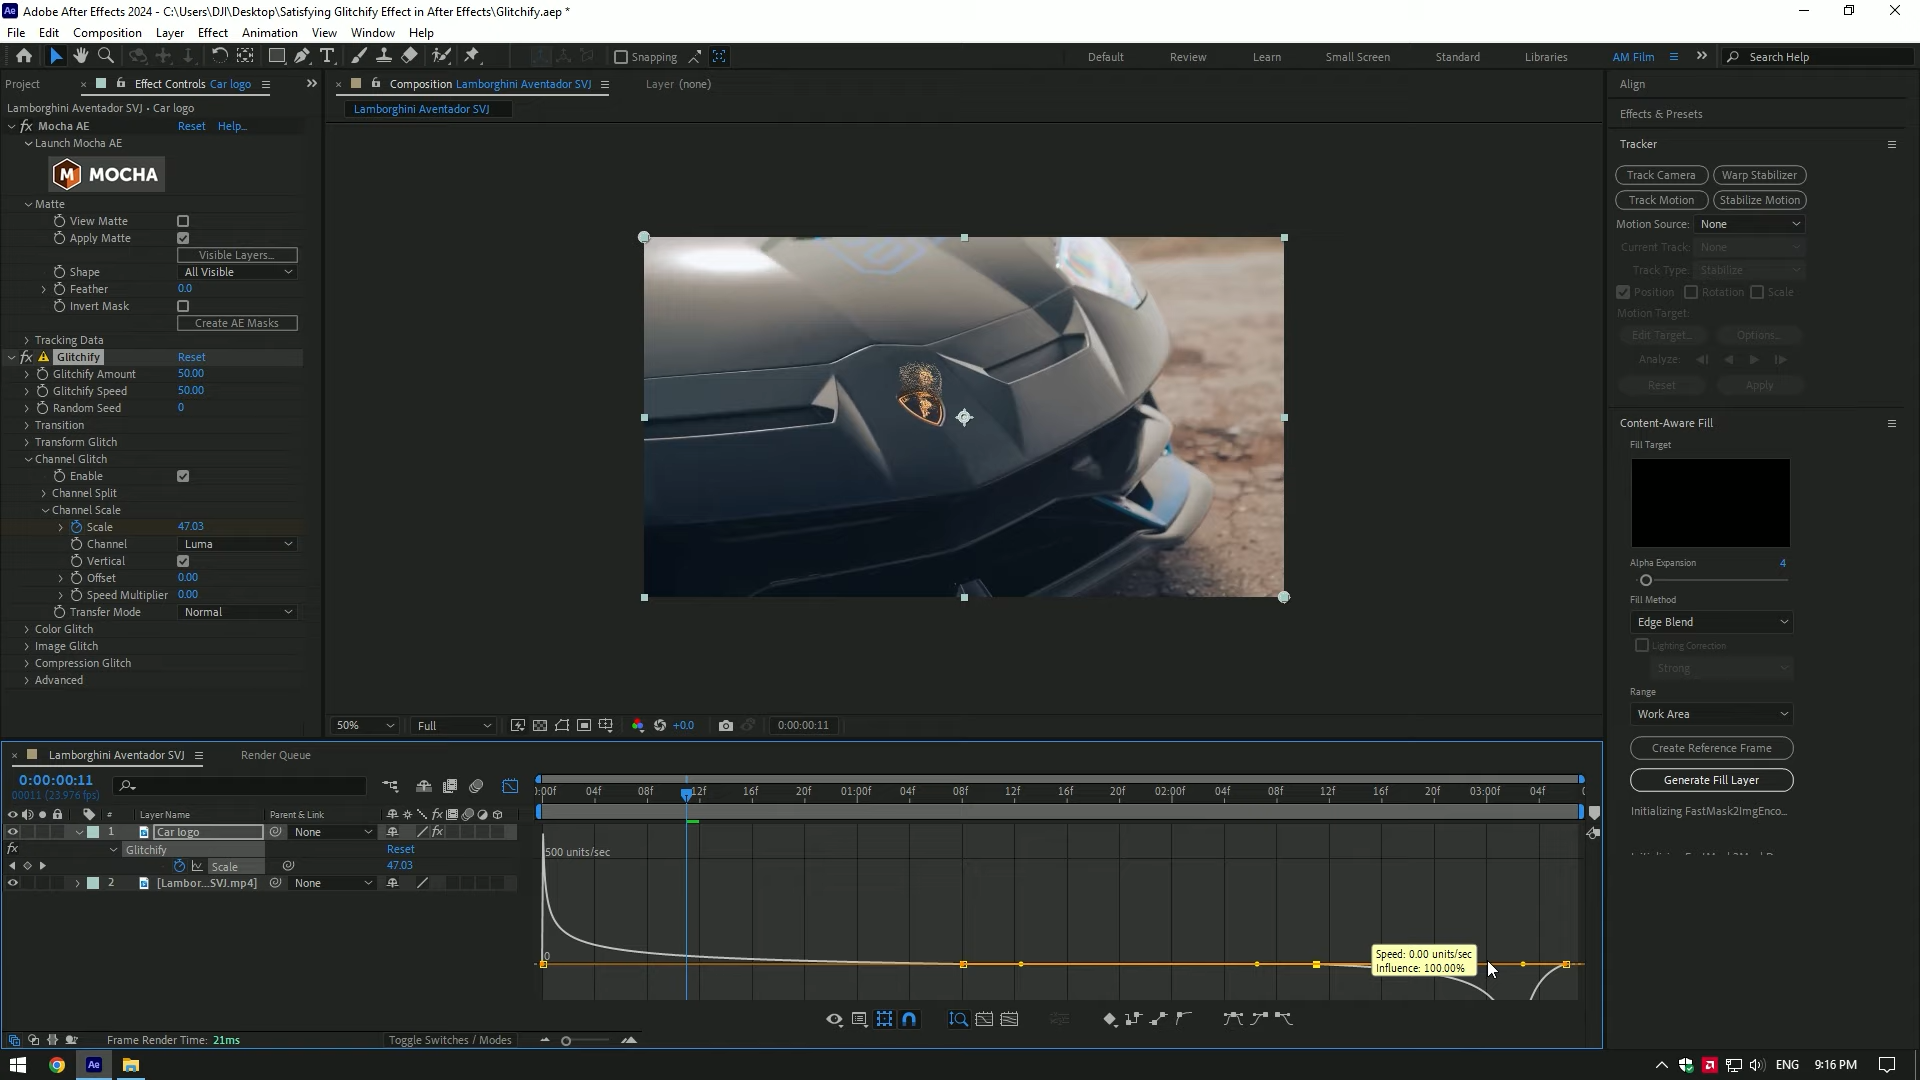 Adobe After Effects 2024 - C:\Users\DJI\Desktop\Satisfying Glitchify Effect in After Effects\Glitchify.aep *
File Edit Composition Layer Effect Animation View Window Help
Snapping
Default Review Learn Small Screen Standard Libraries AM Film Search Help
Project Effect Controls Car logo
Composition Lamborghini Aventador SVJ Layer (none)
Align
Lamborghini Aventador SVJ • Car logo
Lamborghini Aventador SVJ
Effects & Presets
Mocha AE Reset Help...
Launch Mocha AE
M MOCHA
Matte
View Matte
Apply Matte
Visible Layers...
Shape All Visible
Feather 0.0
Invert Mask
Create AE Masks
Tracking Data
Glitchify Reset
Glitchify Amount 50.00
Glitchify Speed 50.00
Random Seed 0
Transition
Transform Glitch
Channel Glitch
Enable
Channel Split
Channel Scale
Scale 47.03
Channel Luma
Vertical
Offset 0.00
Speed Multiplier 0.00
Transfer Mode Normal
Color Glitch
Image Glitch
Compression Glitch
Advanced
Tracker
Track Camera Warp Stabilizer
Track Motion Stabilize Motion
Motion Source: None
Current Track: None
Track Type: Stabilize
Position Rotation Scale
Motion Target:
Edit Target... Options...
Analyze:
Reset Apply
Content-Aware Fill
Fill Target
Alpha Expansion 4
Fill Method
Edge Blend
Lighting Correction
Strong
Range
Work Area
Create Reference Frame
Generate Fill Layer
Initializing FastMask2ImgEnco...
50% Full +0.0 0:00:00:11
Lamborghini Aventador SVJ Render Queue
0:00:00:11
00011 (23.976 fps)
:00f 04f 08f 12f 16f 20f 01:00f 04f 08f 12f 16f 20f 02:00f 04f 08f 12f 16f 20f 03:00f 04f
# Layer Name Parent & Link
1 Car logo None
Glitchify Reset
Scale 47.03
2 [Lambor...SVJ.mp4] None
500 units/sec
0
Speed: 0.00 units/sec
Influence: 100.00%
Frame Render Time: 21ms
Toggle Switches / Modes
Ae ENG 9:16 PM